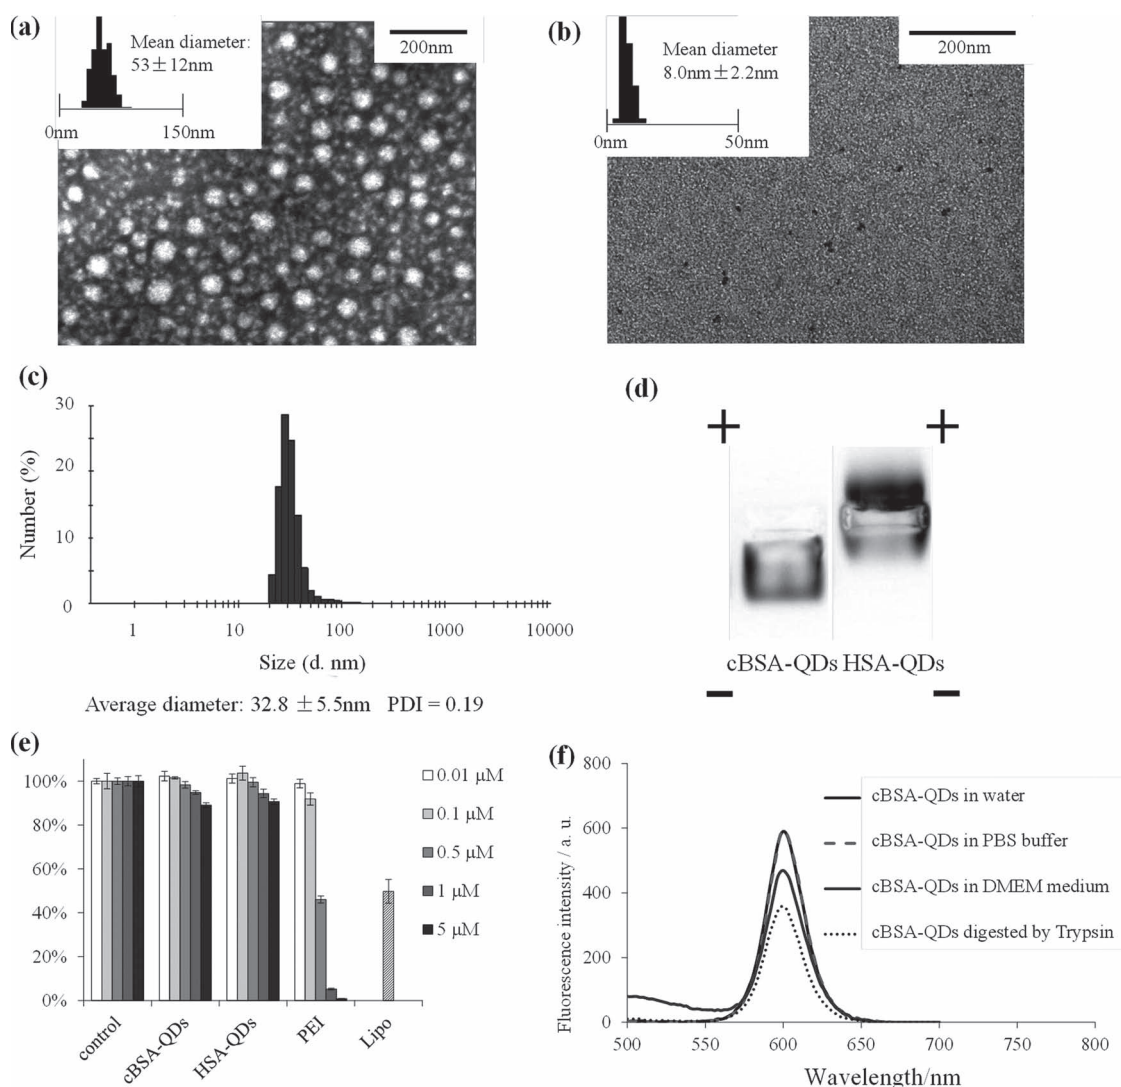 (a)
Mean diameter:
53±12nm
0nm 150nm
200nm
(b)
Mean diameter
8.0nm±2.2nm
0nm 50nm
200nm
(c)
30
20
10
0
Number (%)
1 10 100 1000 10000
Size (d. nm)
Average diameter: 32.8 ±5.5nm PDI = 0.19
(d)
+ +
cBSA-QDs HSA-QDs
− −
(e)
100%
80%
60%
40%
20%
0%
control cBSA-QDs HSA-QDs PEI Lipo
0.01 μM
0.1 μM
0.5 μM
1 μM
5 μM
(f)
800
600
400
200
0
Fluorescence intensity / a. u.
500 550 600 650 700 750 800
Wavelength/nm
cBSA-QDs in water
cBSA-QDs in PBS buffer
cBSA-QDs in DMEM medium
cBSA-QDs digested by Trypsin